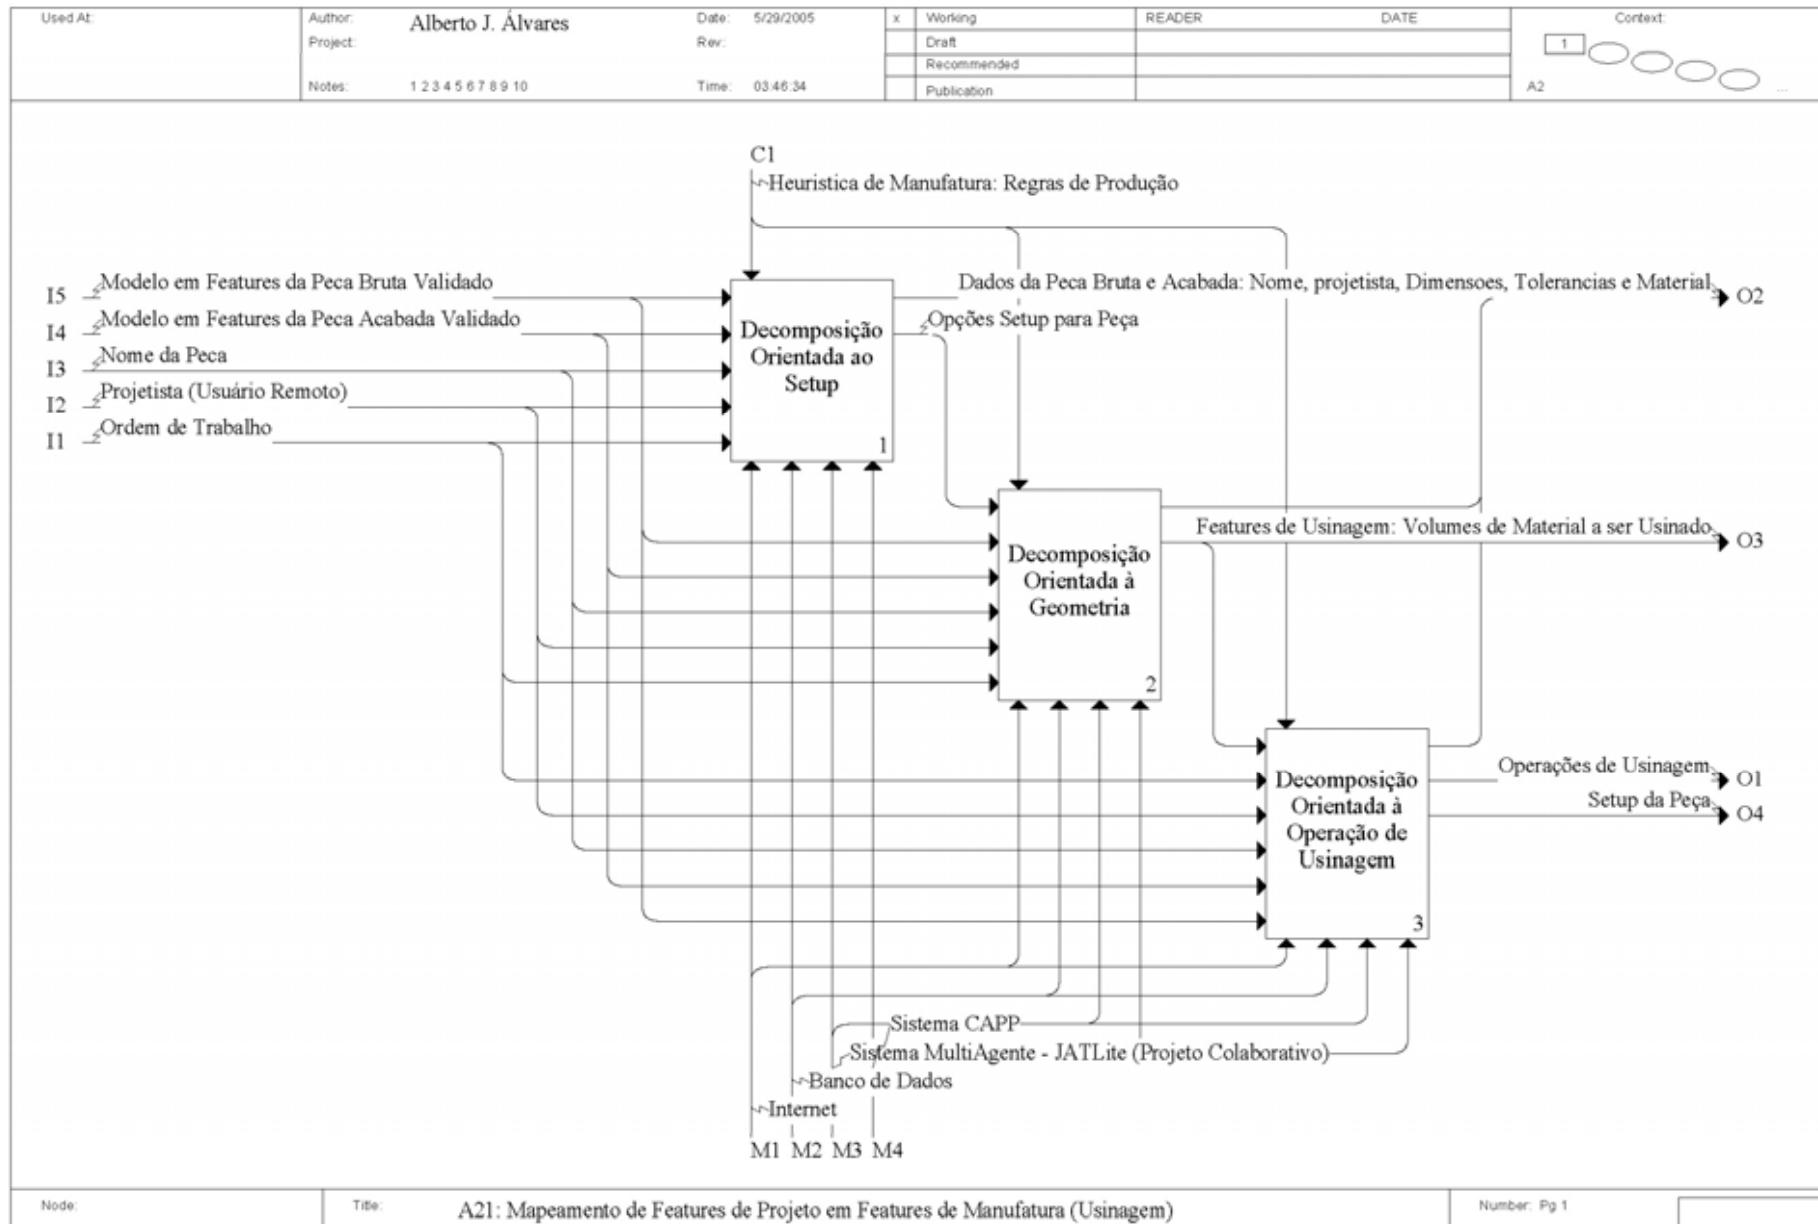 Used At:
Author: Alberto J. Álvares
Date: 5/29/2005
x Working
READER DATE
Context:
Project:
Rev:
Draft
1
Recommended
Notes: 1 2 3 4 5 6 7 8 9 10
Time: 03:46:34
Publication
A2
...
C1
Heuristica de Manufatura: Regras de Produção
I5 Modelo em Features da Peca Bruta Validado
I4 Modelo em Features da Peca Acabada Validado
I3 Nome da Peca
I2 Projetista (Usuário Remoto)
I1 Ordem de Trabalho
Decomposição
Orientada ao
Setup
1
Dados da Peca Bruta e Acabada: Nome, projetista, Dimensoes, Tolerancias e Material O2
Opções Setup para Peça
Decomposição
Orientada à
Geometria
2
Features de Usinagem: Volumes de Material a ser Usinado O3
Decomposição
Orientada à
Operação de
Usinagem
3
Operações de Usinagem O1
Setup da Peça O4
Sistema CAPP
Sistema MultiAgente - JATLite (Projeto Colaborativo)
Banco de Dados
Internet
M1 M2 M3 M4
Node:
Title: A21: Mapeamento de Features de Projeto em Features de Manufatura (Usinagem)
Number: Pg 1